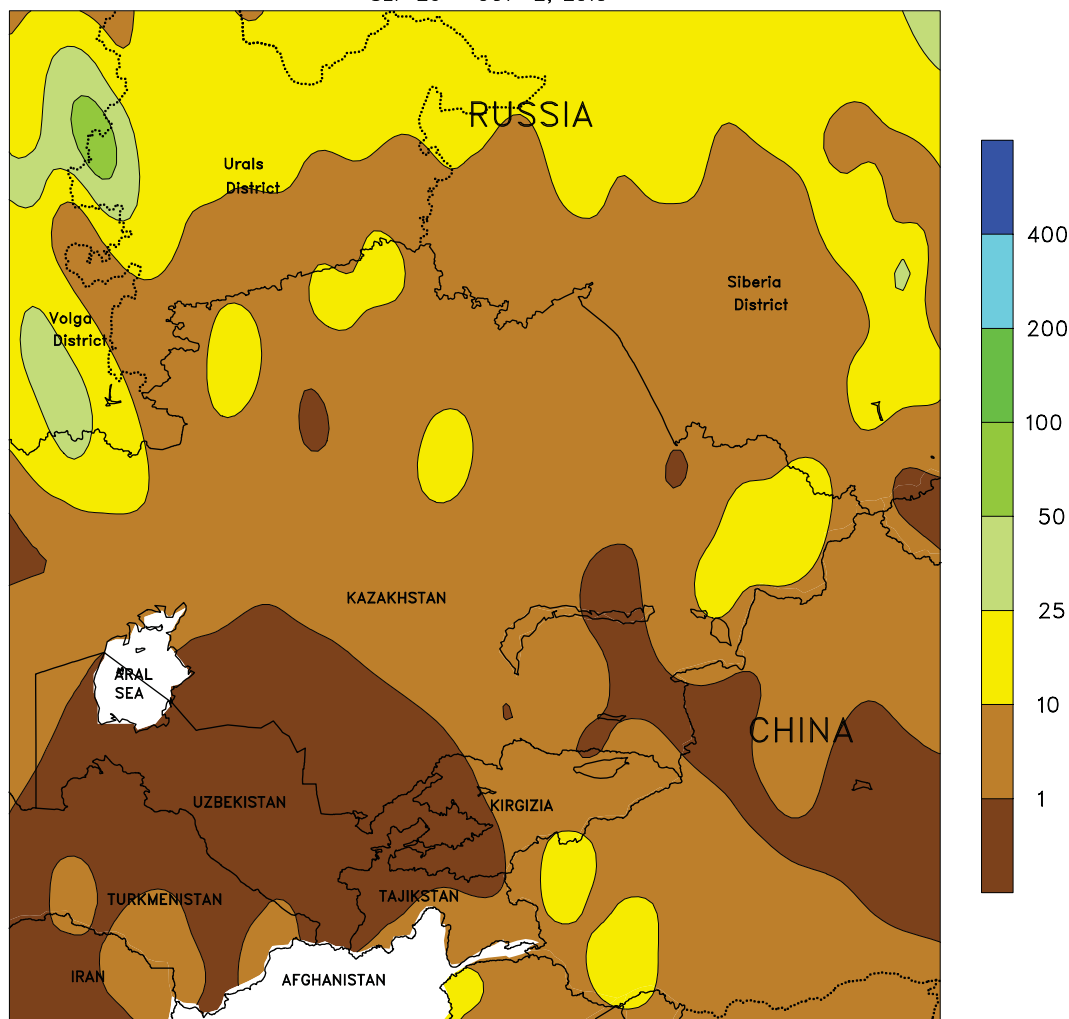 RUSSIA
Urals
District
Siberia
District
Volga
District
KAZAKHSTAN
ARAL
SEA
CHINA
UZBEKISTAN
KIRGIZIA
TURKMENISTAN
TAJIKSTAN
IRAN
AFGHANISTAN
400
200
100
50
25
10
1